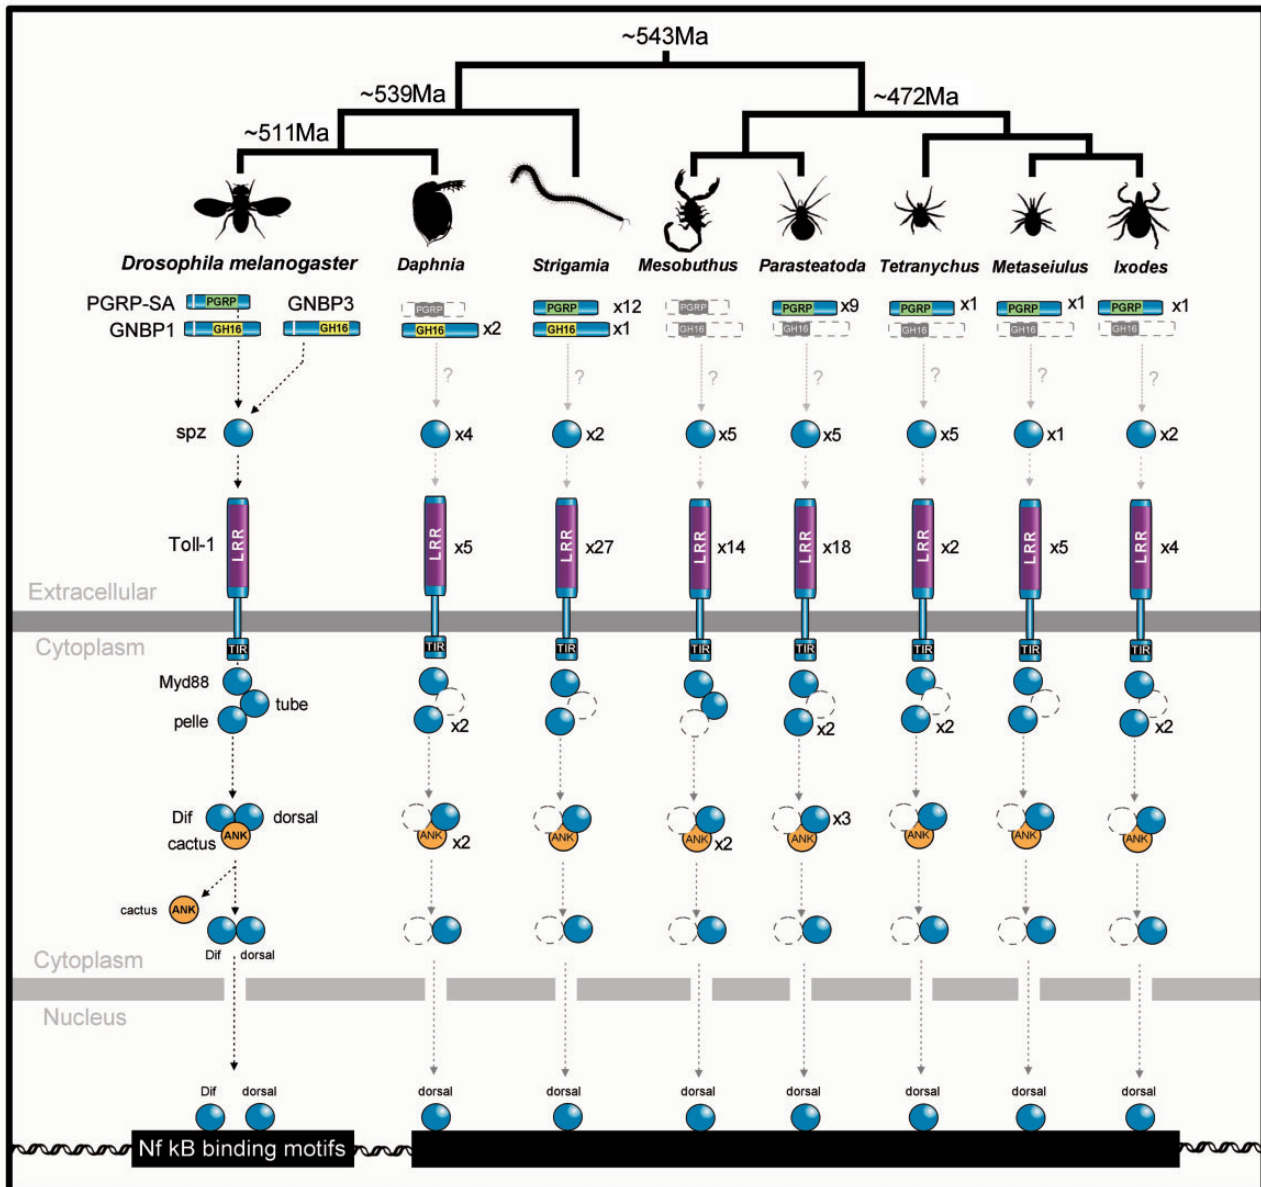 ~543Ma
~539Ma
~472Ma
~511Ma
Drosophila melanogaster Daphnia Strigamia Mesobuthus Parasteatoda Tetranychus Metaseiulus Ixodes
PGRP-SA PGRP GNBP3 PGRP PGRP x12 PGRP PGRP x9 PGRP x1 PGRP x1 PGRP x1
GNBP1 GH16 GH16 GH16 x2 GH16 x1 GH16 GH16 GH16 GH16 GH16
? ? ? ? ? ? ?
spz x4 x2 x5 x5 x5 x1 x2
Toll-1 LRR LRR x5 LRR x27 LRR x14 LRR x18 LRR x2 LRR x5 LRR x4
Extracellular
Cytoplasm TIR TIR TIR TIR TIR TIR TIR TIR
Myd88
tube
pelle x2 x2 x2 x2
Dif dorsal x3
cactus ANK ANK x2 ANK ANK x2 ANK ANK ANK ANK
cactus ANK
Dif dorsal
Cytoplasm
Nucleus
Dif dorsal dorsal dorsal dorsal dorsal dorsal dorsal dorsal
Nf kB binding motifs